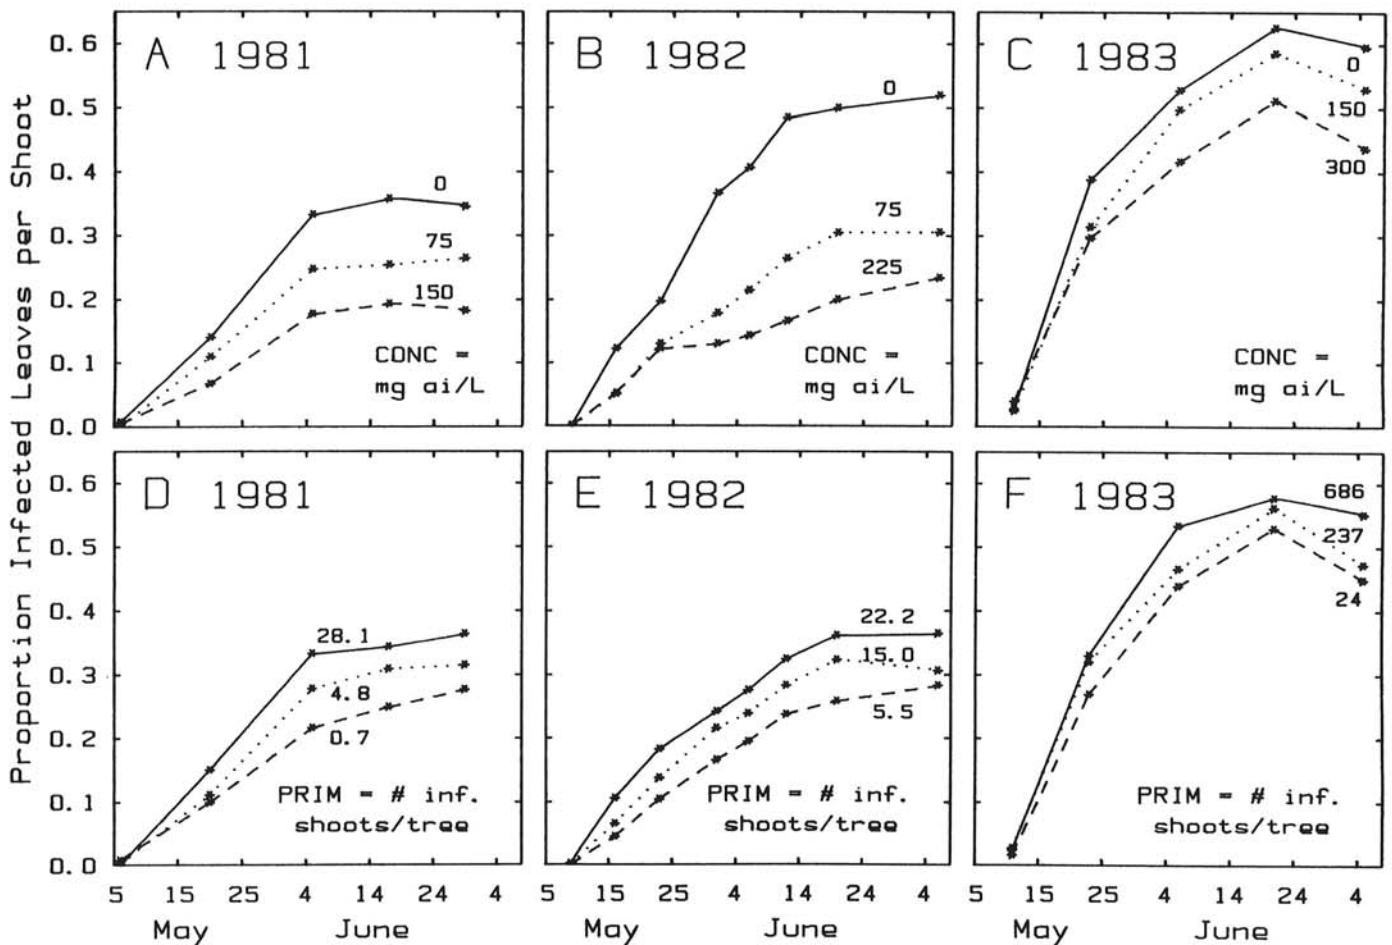 Proportion Infected Leaves per Shoot
0.6
0.5
0.4
0.3
0.2
0.1
0.0
A 1981
0
75
150
CONC =
mg ai/L
B 1982
0
75
225
CONC =
mg ai/L
C 1983
0
150
300
CONC =
mg ai/L
0.6
0.5
0.4
0.3
0.2
0.1
0.0
D 1981
28.1
4.8
0.7
PRIM = # inf.
shoots/tree
E 1982
22.2
15.0
5.5
PRIM = # inf.
shoots/tree
F 1983
686
237
24
PRIM = # inf.
shoots/tree
5 15 25 4 14 24 4
May June
5 15 25 4 14 24 4
May June
5 15 25 4 14 24 4
May June